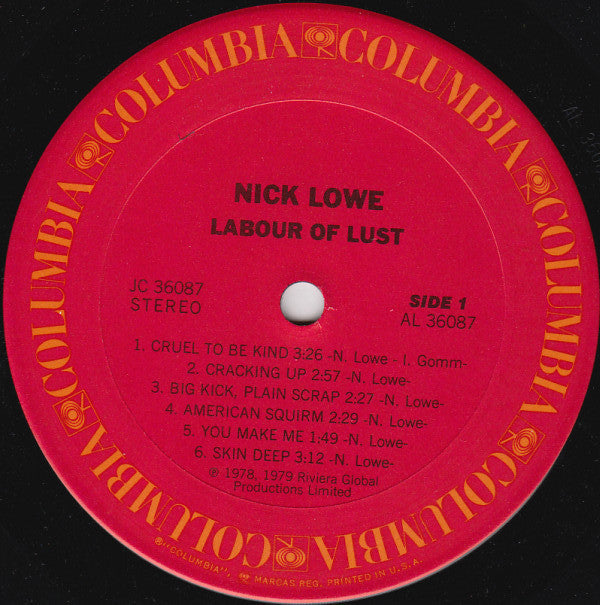 COLUMBIA COLUMBIA COLUMBIA COLUMBIA COLUMBIA COLUMBIA COLUMBIA
NICK LOWE
LABOUR OF LUST
JC 36087
STEREO
SIDE 1
AL 36087
1. CRUEL TO BE KIND 3:26 -N. Lowe - I. Gomm-
2. CRACKING UP 2:57 -N. Lowe-
3. BIG KICK, PLAIN SCRAP 2:27 -N. Lowe-
4. AMERICAN SQUIRM 2:29 -N. Lowe-
5. YOU MAKE ME 1:49 -N. Lowe-
6. SKIN DEEP 3:12 -N. Lowe-
℗ 1978, 1979 Riviera Global
Productions Limited
®"COLUMBIA", MARCAS REG. PRINTED IN U.S.A.